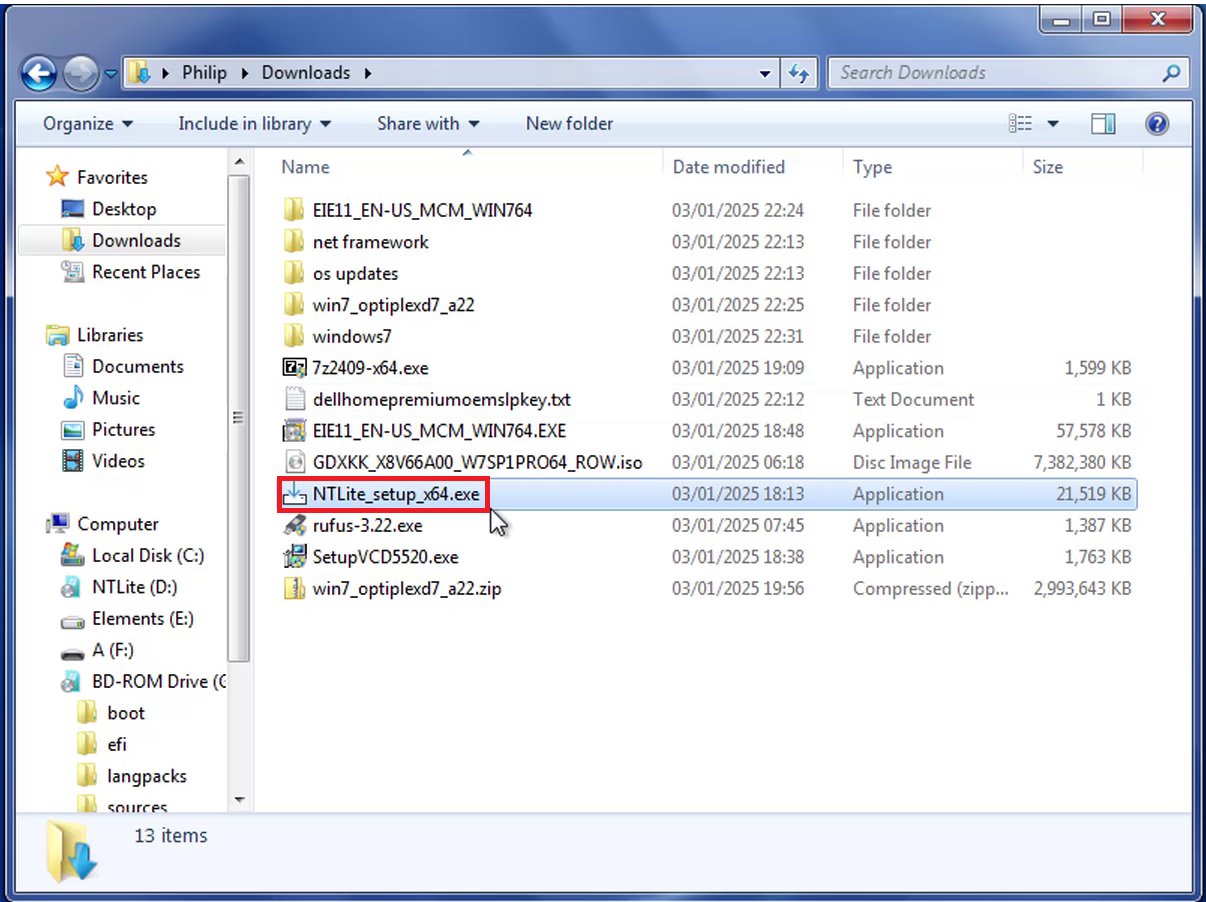 Philip Downloads Search Downloads
Organize Include in library Share with New folder
Favorites
Desktop
Downloads
Recent Places
Libraries
Documents
Music
Pictures
Videos
Computer
Local Disk (C:)
NTLite (D:)
Elements (E:)
A (F:)
BD-ROM Drive (G
boot
efi
langpacks
sources
Name Date modified Type Size
EIE11_EN-US_MCM_WIN764 03/01/2025 22:24 File folder
net framework 03/01/2025 22:13 File folder
os updates 03/01/2025 22:13 File folder
win7_optiplexd7_a22 03/01/2025 22:25 File folder
windows7 03/01/2025 22:31 File folder
7z2409-x64.exe 03/01/2025 19:09 Application 1,599 KB
dellhomepremiumoemslpkey.txt 03/01/2025 22:12 Text Document 1 KB
EIE11_EN-US_MCM_WIN764.EXE 03/01/2025 18:48 Application 57,578 KB
GDXKK_X8V66A00_W7SP1PRO64_ROW.iso 03/01/2025 06:18 Disc Image File 7,382,380 KB
NTLite_setup_x64.exe 03/01/2025 18:13 Application 21,519 KB
rufus-3.22.exe 03/01/2025 07:45 Application 1,387 KB
SetupVCD5520.exe 03/01/2025 18:38 Application 1,763 KB
win7_optiplexd7_a22.zip 03/01/2025 19:56 Compressed (zipp... 2,993,643 KB
13 items